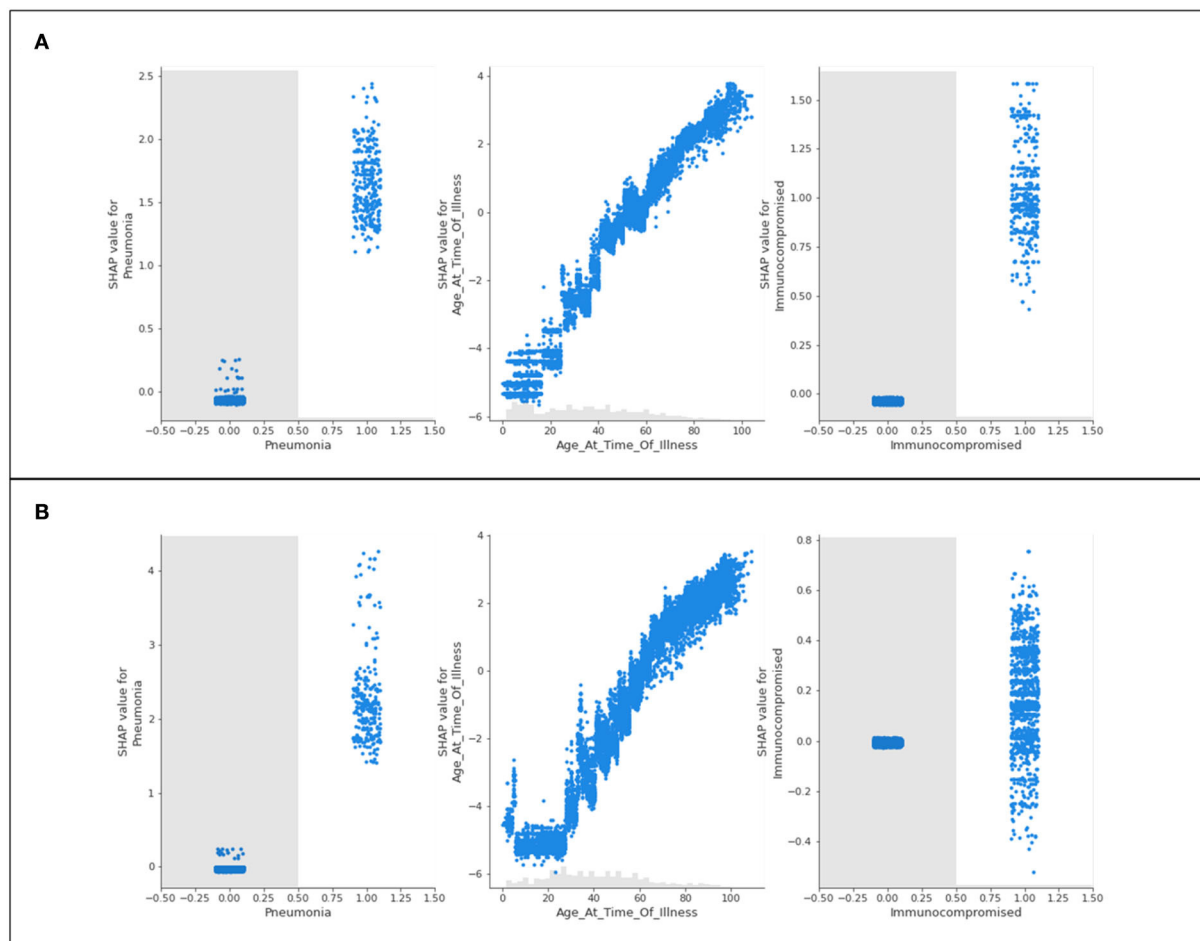 A
SHAP value for
Pneumonia
2.5
2.0
1.5
1.0
0.5
0.0
−0.50 −0.25 0.00 0.25 0.50 0.75 1.00 1.25 1.50
Pneumonia
SHAP value for
Age_At_Time_Of_Illness
4
2
0
−2
−4
−6
0 20 40 60 80 100
Age_At_Time_Of_Illness
SHAP value for
Immunocompromised
1.50
1.25
1.00
0.75
0.50
0.25
0.00
−0.50 −0.25 0.00 0.25 0.50 0.75 1.00 1.25 1.50
Immunocompromised
B
SHAP value for
Pneumonia
4
3
2
1
0
−0.50 −0.25 0.00 0.25 0.50 0.75 1.00 1.25 1.50
Pneumonia
SHAP value for
Age_At_Time_Of_Illness
4
2
0
−2
−4
−6
0 20 40 60 80 100
Age_At_Time_Of_Illness
SHAP value for
Immunocompromised
0.8
0.6
0.4
0.2
0.0
−0.2
−0.4
−0.50 −0.25 0.00 0.25 0.50 0.75 1.00 1.25 1.50
Immunocompromised